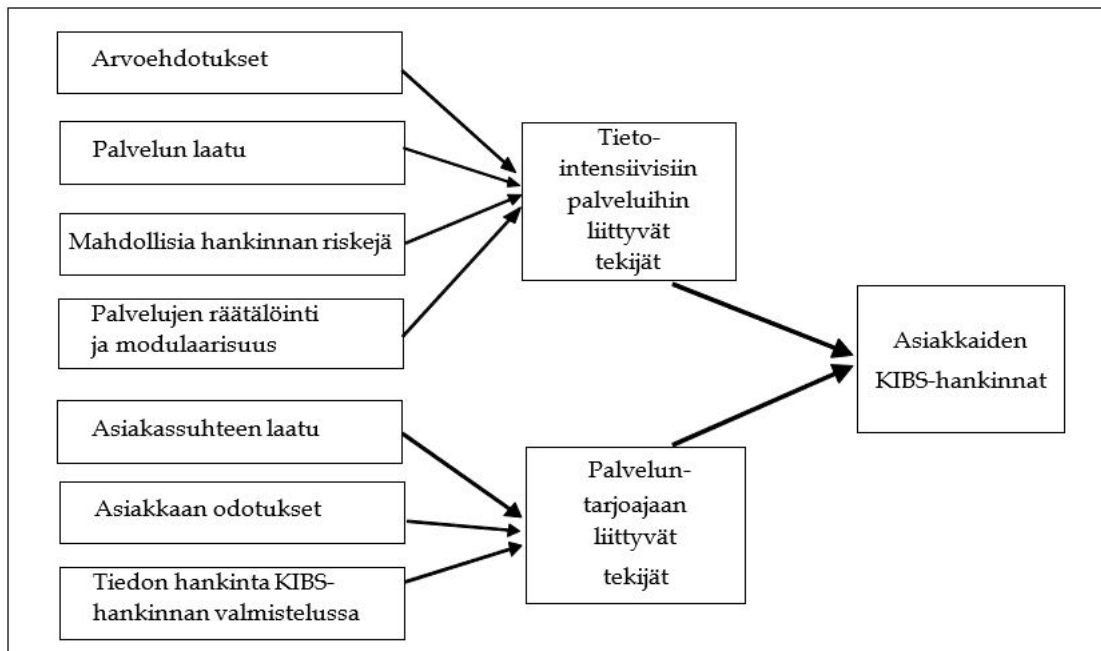 Arvoehdotukset
Palvelun laatu
Mahdollisia hankinnan riskejä
Palvelujen räätälöinti
ja modulaarisuus
Asiakassuhteen laatu
Asiakkaan odotukset
Tiedon hankinta KIBS-
hankinnan valmistelussa
Tieto-
intensiivisiin
palveluihin
liittyvät
tekijät
Palvelun-
tarjoajaan
liittyvät
tekijät
Asiakkaiden
KIBS-hankinnat